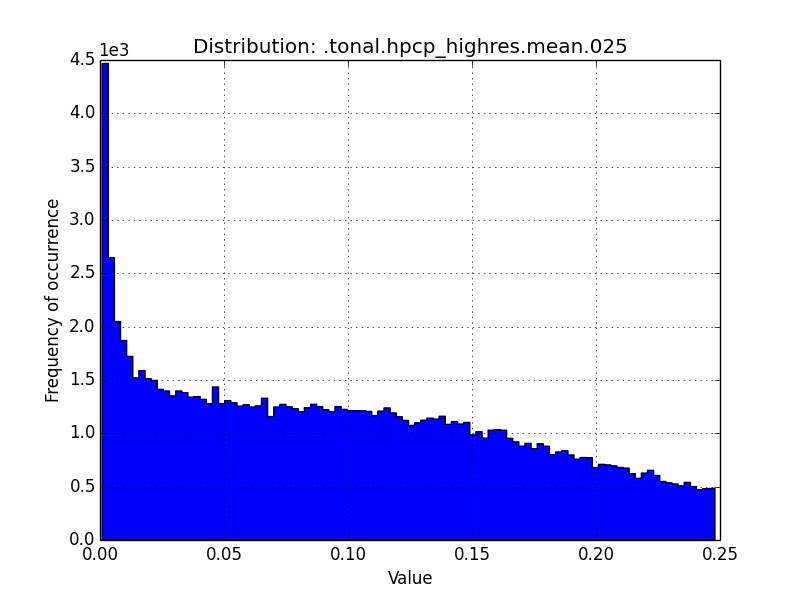 Distribution: .tonal.hpcp_highres.mean.025
1e3
4.5
4.0
3.5
3.0
2.5
2.0
1.5
1.0
0.5
0.0
Frequency of occurrence
0.00 0.05 0.10 0.15 0.20 0.25
Value